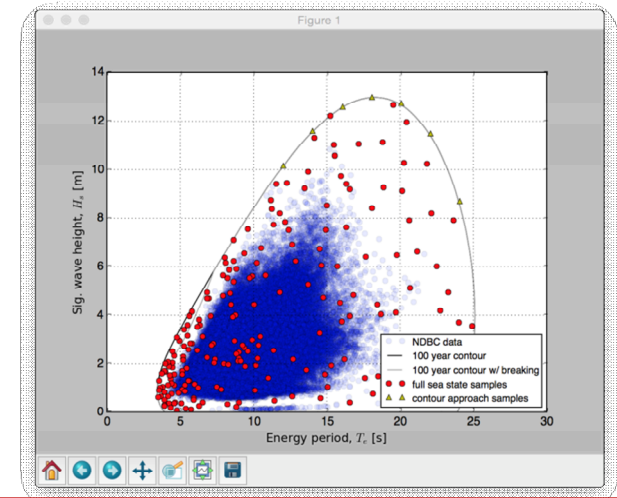 Figure 1
14
12
10
8
6
4
2
0
Sig. wave height, Hs [m]
NDBC data
100 year contour
100 year contour w/ breaking
full sea state samples
contour approach samples
0 5 10 15 20 25 30
Energy period, Te [s]